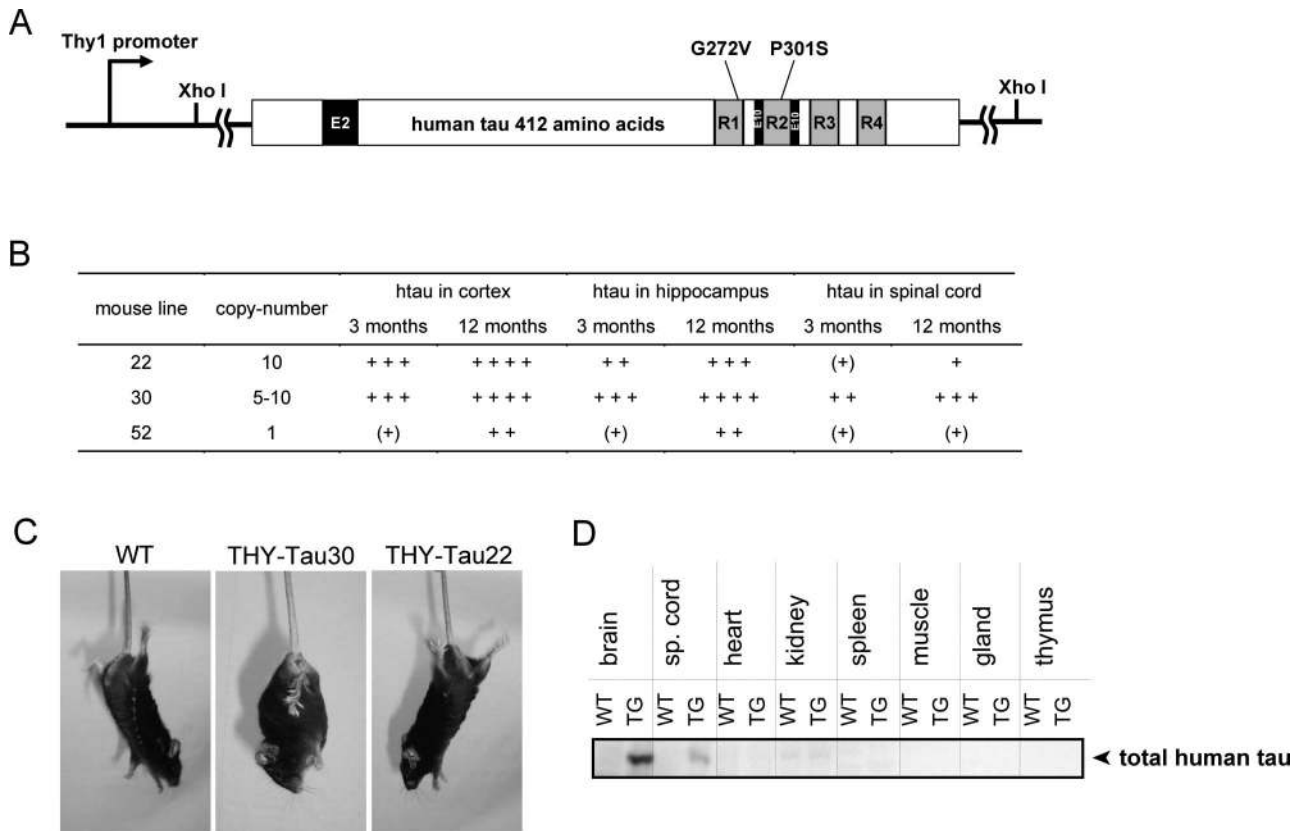 A
Thy1 promoter
Xho I
G272V P301S
Xho I
E2 human tau 412 amino acids R1 E10 R2 E10 R3 R4
B
mouse line copy-number htau in cortex htau in hippocampus htau in spinal cord
3 months 12 months 3 months 12 months 3 months 12 months
22 10 + + + + + + + + + + + + (+) +
30 5-10 + + + + + + + + + + + + + + + + + + +
52 1 (+) + + (+) + + (+) (+)
C
WT THY-Tau30 THY-Tau22
D
brain sp. cord heart kidney spleen muscle gland thymus
WT TG WT TG WT TG WT TG WT TG WT TG WT TG WT TG
total human tau